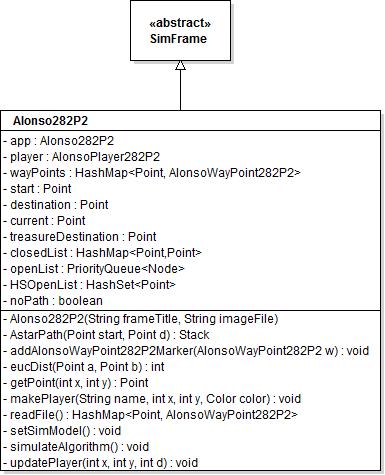 «abstract»
SimFrame
Alonso282P2
- app : Alonso282P2
- player : AlonsoPlayer282P2
- wayPoints : HashMap<Point, AlonsoWayPoint282P2>
- start : Point
- destination : Point
- current : Point
- treasureDestination : Point
- closedList : HashMap<Point,Point>
- openList : PriorityQueue<Node>
- HSOpenList : HashSet<Point>
- noPath : boolean
- Alonso282P2(String frameTitle, String imageFile)
- AstarPath(Point start, Point d) : Stack
- addAlonsoWayPoint282P2Marker(AlonsoWayPoint282P2 w) : void
- eucDist(Point a, Point b) : int
- getPoint(int x, int y) : Point
- makePlayer(String name, int x, int y, Color color) : void
- readFile() : HashMap<Point, AlonsoWayPoint282P2>
- setSimModel() : void
- simulateAlgorithm() : void
- updatePlayer(int x, int y, int d) : void